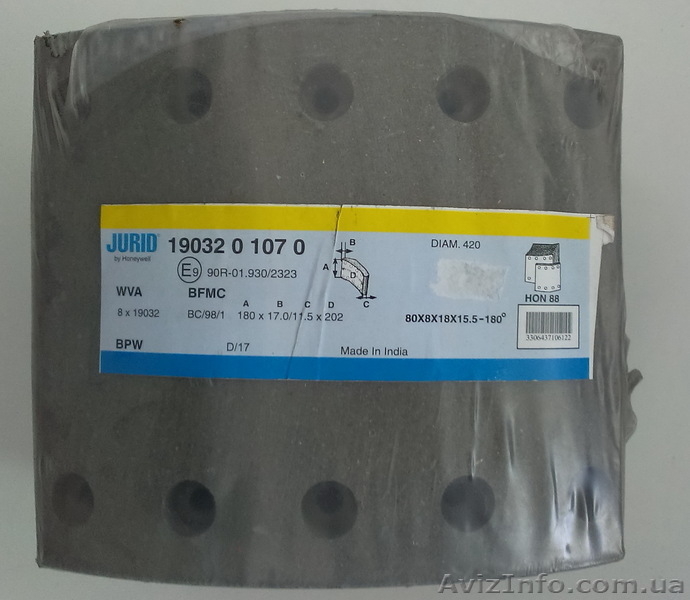 JURID® 19032 0 107 0
by Honeywell
E9 90R-01.930/2323
WVA BFMC
A B C D
8 x 19032 BC/98/1 180 x 17.0/11.5 x 202
BPW D/17 Made In India
B
A D
C
DIAM. 420
80X8X18X15.5-180°
HON 88
3306437106122
AvizInfo.com.ua